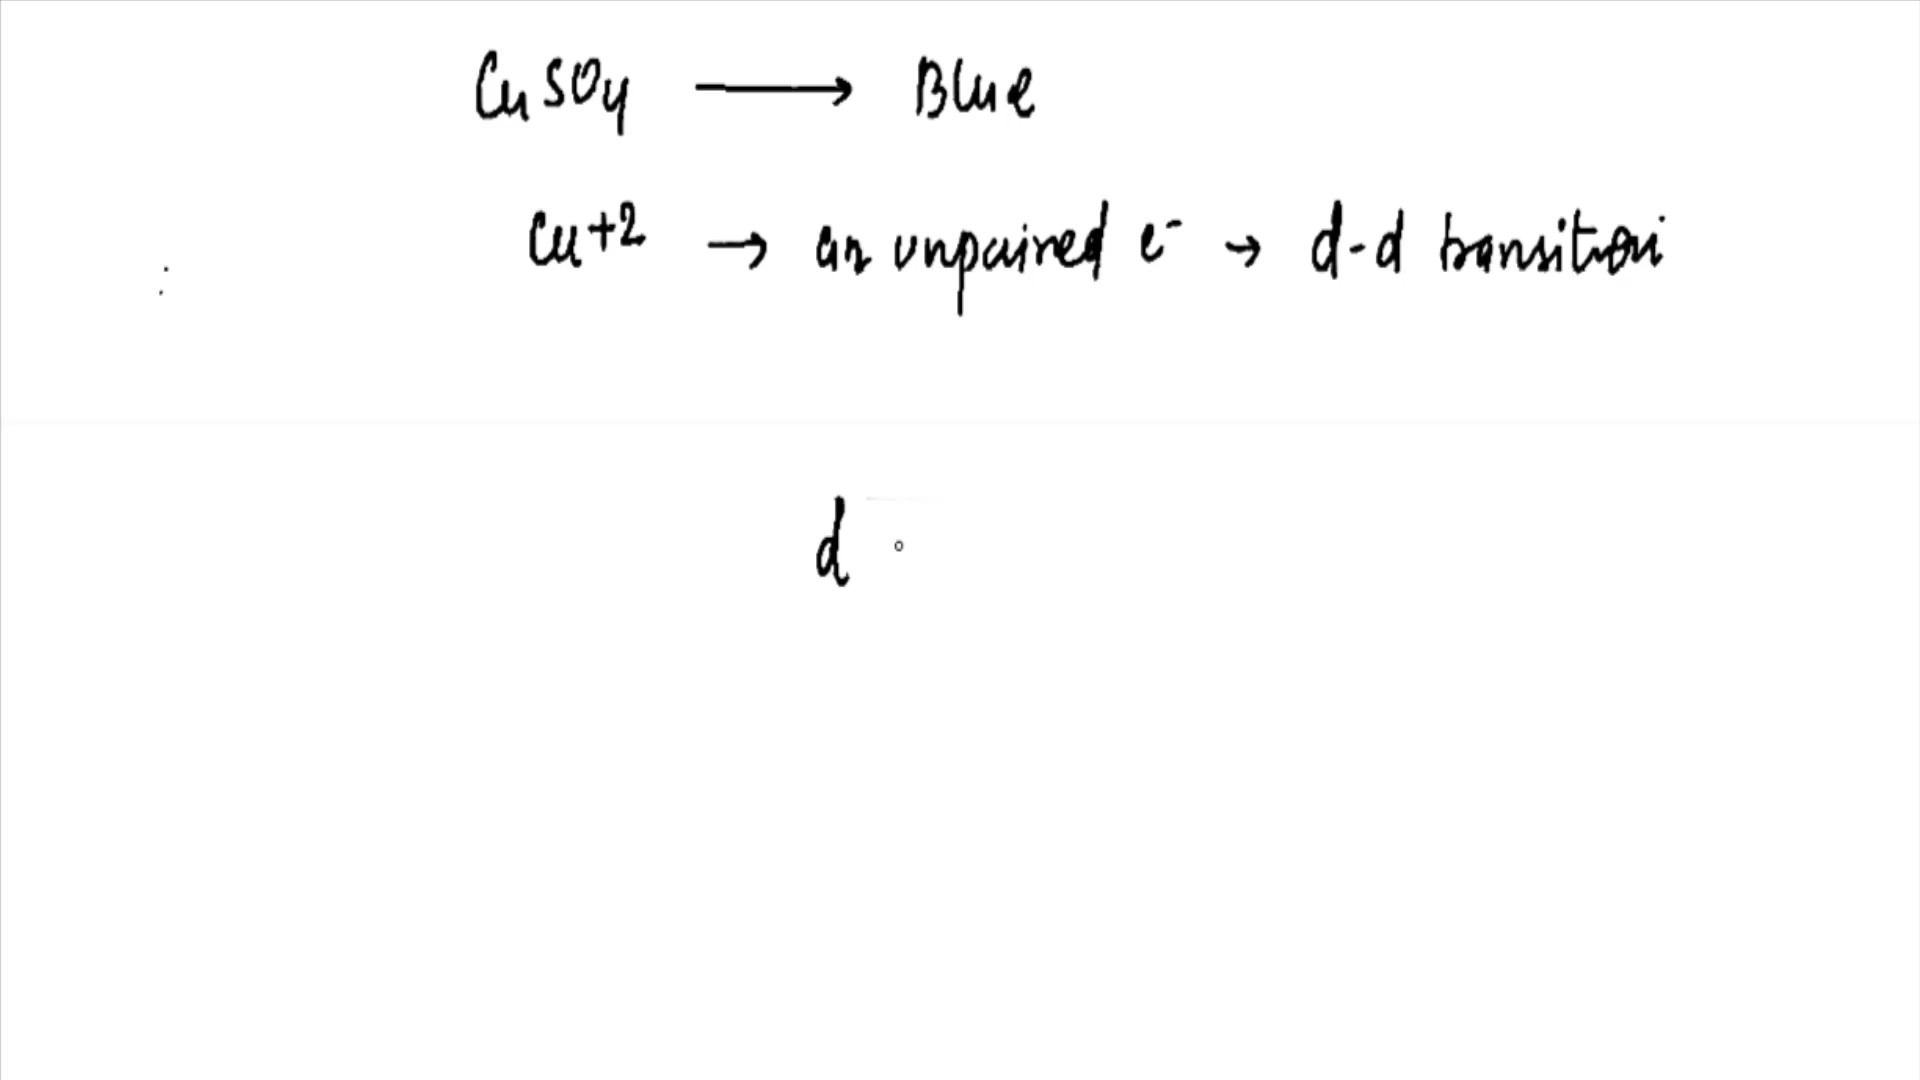 CuSO4 ⟶ Blue
Cu+2 → an unpaired e- → d-d transition
d